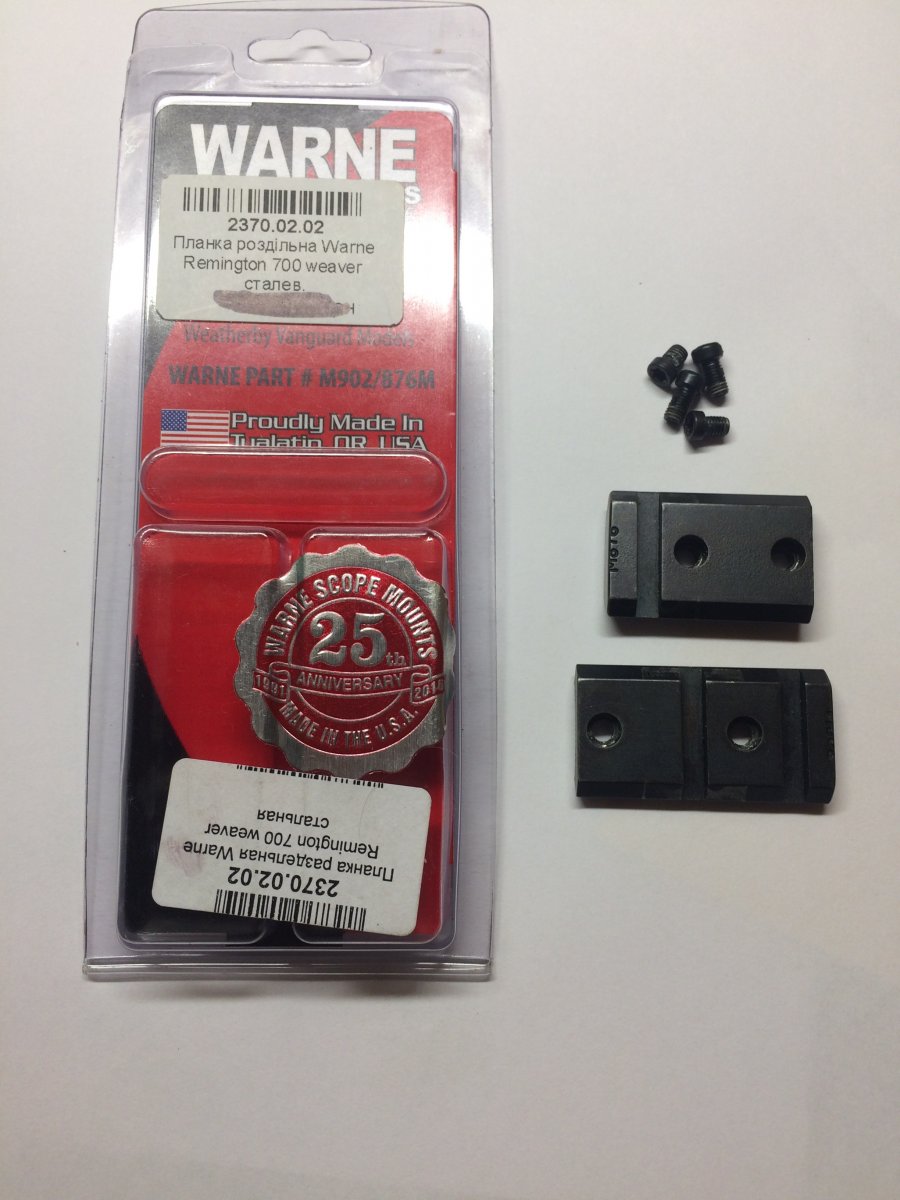 WARNE
2370.02.02
Планка роздільна Warne
Remington 700 weaver
сталев.
Weatherby Vanguard Models
WARNE PART # M902/876M
Proudly Made In
Tualatin, OR, USA
WARNE SCOPE MOUNTS
25th
ANNIVERSARY
1991
MADE IN THE U.S.A.
2370.02.02
Планка раздельная Warne
Remington 700 weaver
стальная